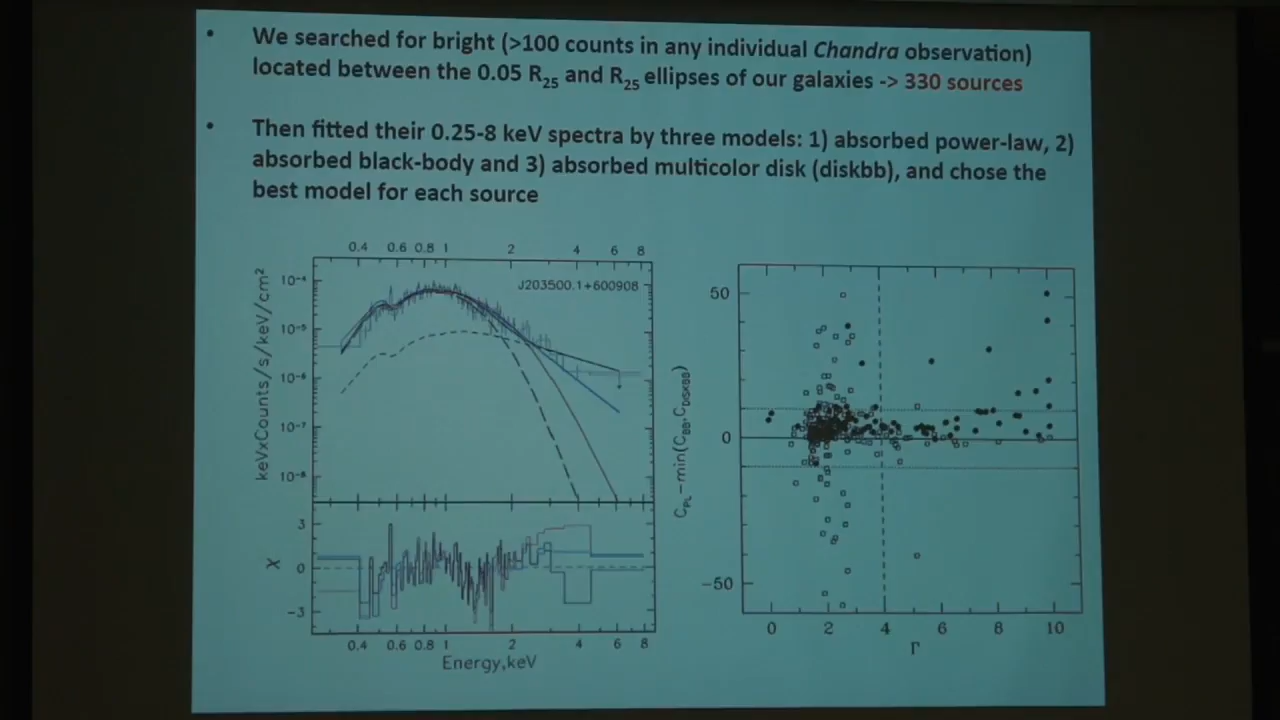 • We searched for bright (>100 counts in any individual Chandra observation)
located between the 0.05 R25 and R25 ellipses of our galaxies -> 330 sources
• Then fitted their 0.25-8 keV spectra by three models: 1) absorbed power-law, 2)
absorbed black-body and 3) absorbed multicolor disk (diskbb), and chose the
best model for each source
0.4 0.6 0.8 1 2 4 6 8
J203500.1+600908
keVxCounts/s/keV/cm²
10⁻⁴
10⁻⁵
10⁻⁶
10⁻⁷
10⁻⁸
χ
3
0
−3
0.4 0.6 0.8 1 2 4 6 8
Energy,keV
C_PL−min(C_BB,C_DISKBB)
50
0
−50
0 2 4 6 8 10
Γ